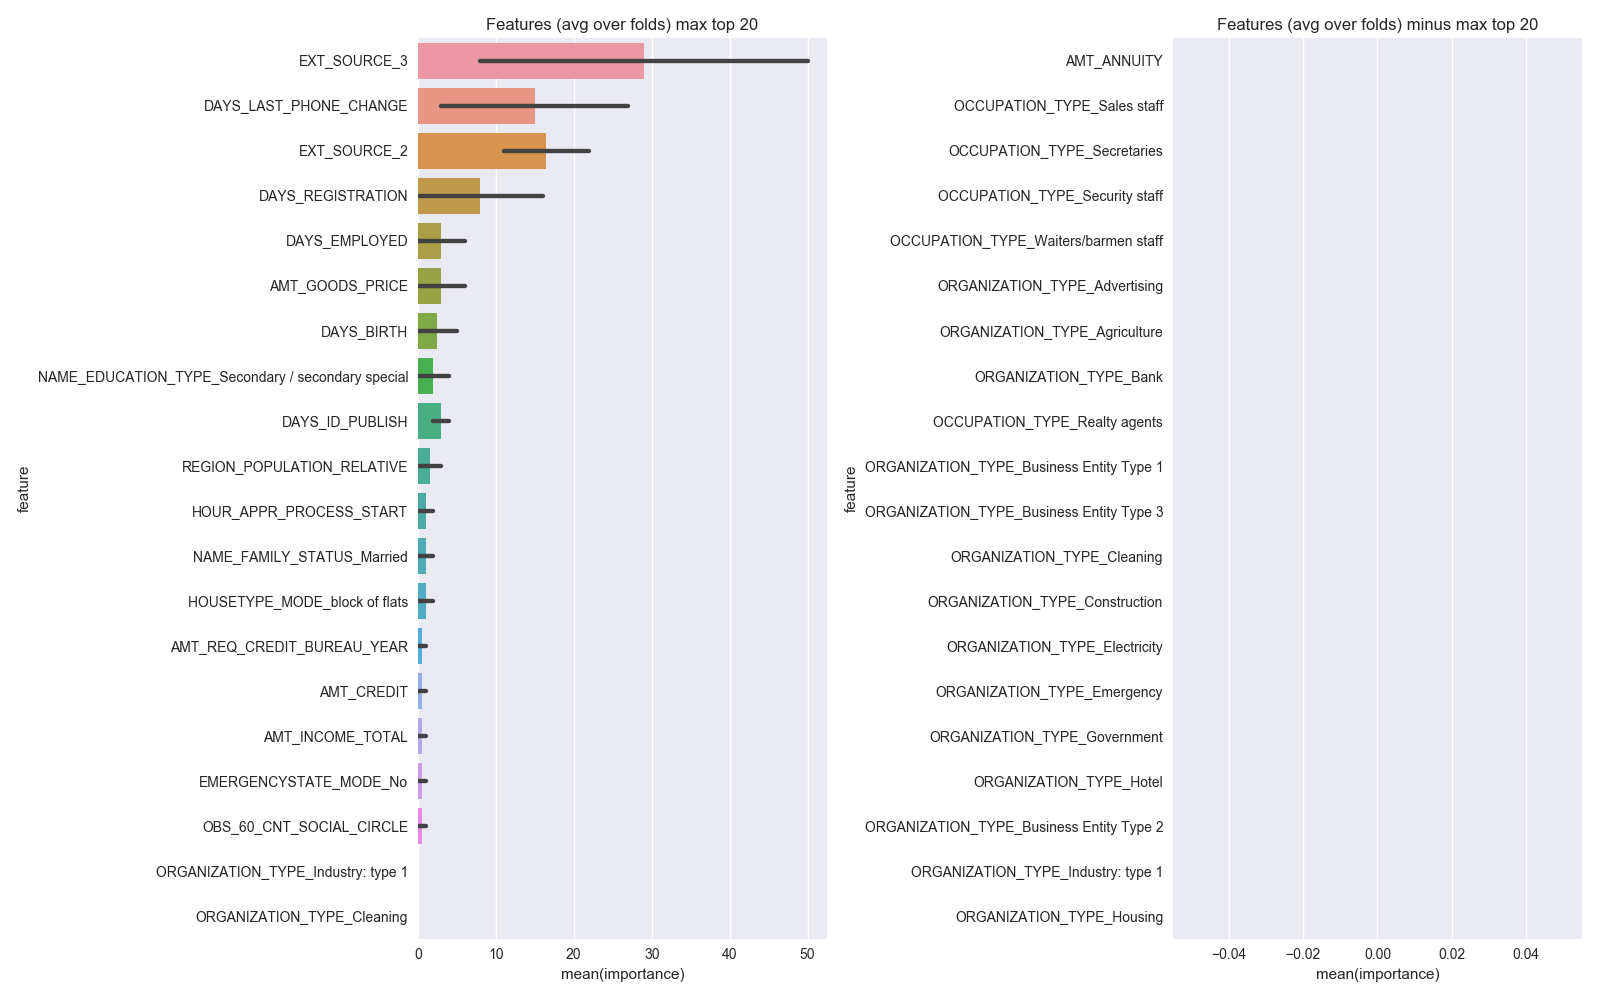 Features (avg over folds) max top 20
EXT_SOURCE_3
DAYS_LAST_PHONE_CHANGE
EXT_SOURCE_2
DAYS_REGISTRATION
DAYS_EMPLOYED
AMT_GOODS_PRICE
DAYS_BIRTH
NAME_EDUCATION_TYPE_Secondary / secondary special
DAYS_ID_PUBLISH
REGION_POPULATION_RELATIVE
HOUR_APPR_PROCESS_START
NAME_FAMILY_STATUS_Married
HOUSETYPE_MODE_block of flats
AMT_REQ_CREDIT_BUREAU_YEAR
AMT_CREDIT
AMT_INCOME_TOTAL
EMERGENCYSTATE_MODE_No
OBS_60_CNT_SOCIAL_CIRCLE
ORGANIZATION_TYPE_Industry: type 1
ORGANIZATION_TYPE_Cleaning
feature
0 10 20 30 40 50
mean(importance)
Features (avg over folds) minus max top 20
AMT_ANNUITY
OCCUPATION_TYPE_Sales staff
OCCUPATION_TYPE_Secretaries
OCCUPATION_TYPE_Security staff
OCCUPATION_TYPE_Waiters/barmen staff
ORGANIZATION_TYPE_Advertising
ORGANIZATION_TYPE_Agriculture
ORGANIZATION_TYPE_Bank
OCCUPATION_TYPE_Realty agents
ORGANIZATION_TYPE_Business Entity Type 1
ORGANIZATION_TYPE_Business Entity Type 3
ORGANIZATION_TYPE_Cleaning
ORGANIZATION_TYPE_Construction
ORGANIZATION_TYPE_Electricity
ORGANIZATION_TYPE_Emergency
ORGANIZATION_TYPE_Government
ORGANIZATION_TYPE_Hotel
ORGANIZATION_TYPE_Business Entity Type 2
ORGANIZATION_TYPE_Industry: type 1
ORGANIZATION_TYPE_Housing
feature
−0.04 −0.02 0.00 0.02 0.04
mean(importance)